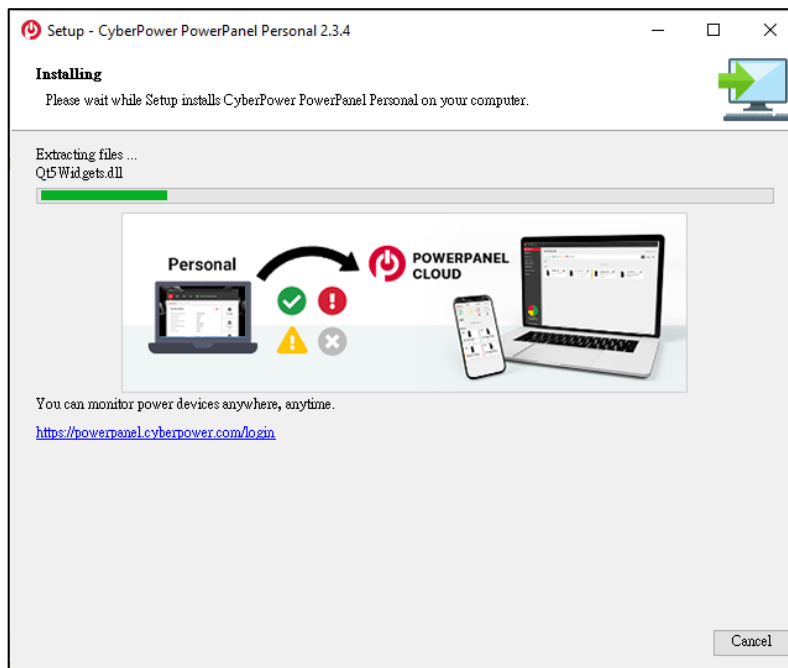 Setup - CyberPower PowerPanel Personal 2.3.4
Installing
Please wait while Setup installs CyberPower PowerPanel Personal on your computer.
Extracting files ...
Qt5Widgets.dll
Personal
POWERPANEL
CLOUD
You can monitor power devices anywhere, anytime.
https://powerpanel.cyberpower.com/login
Cancel